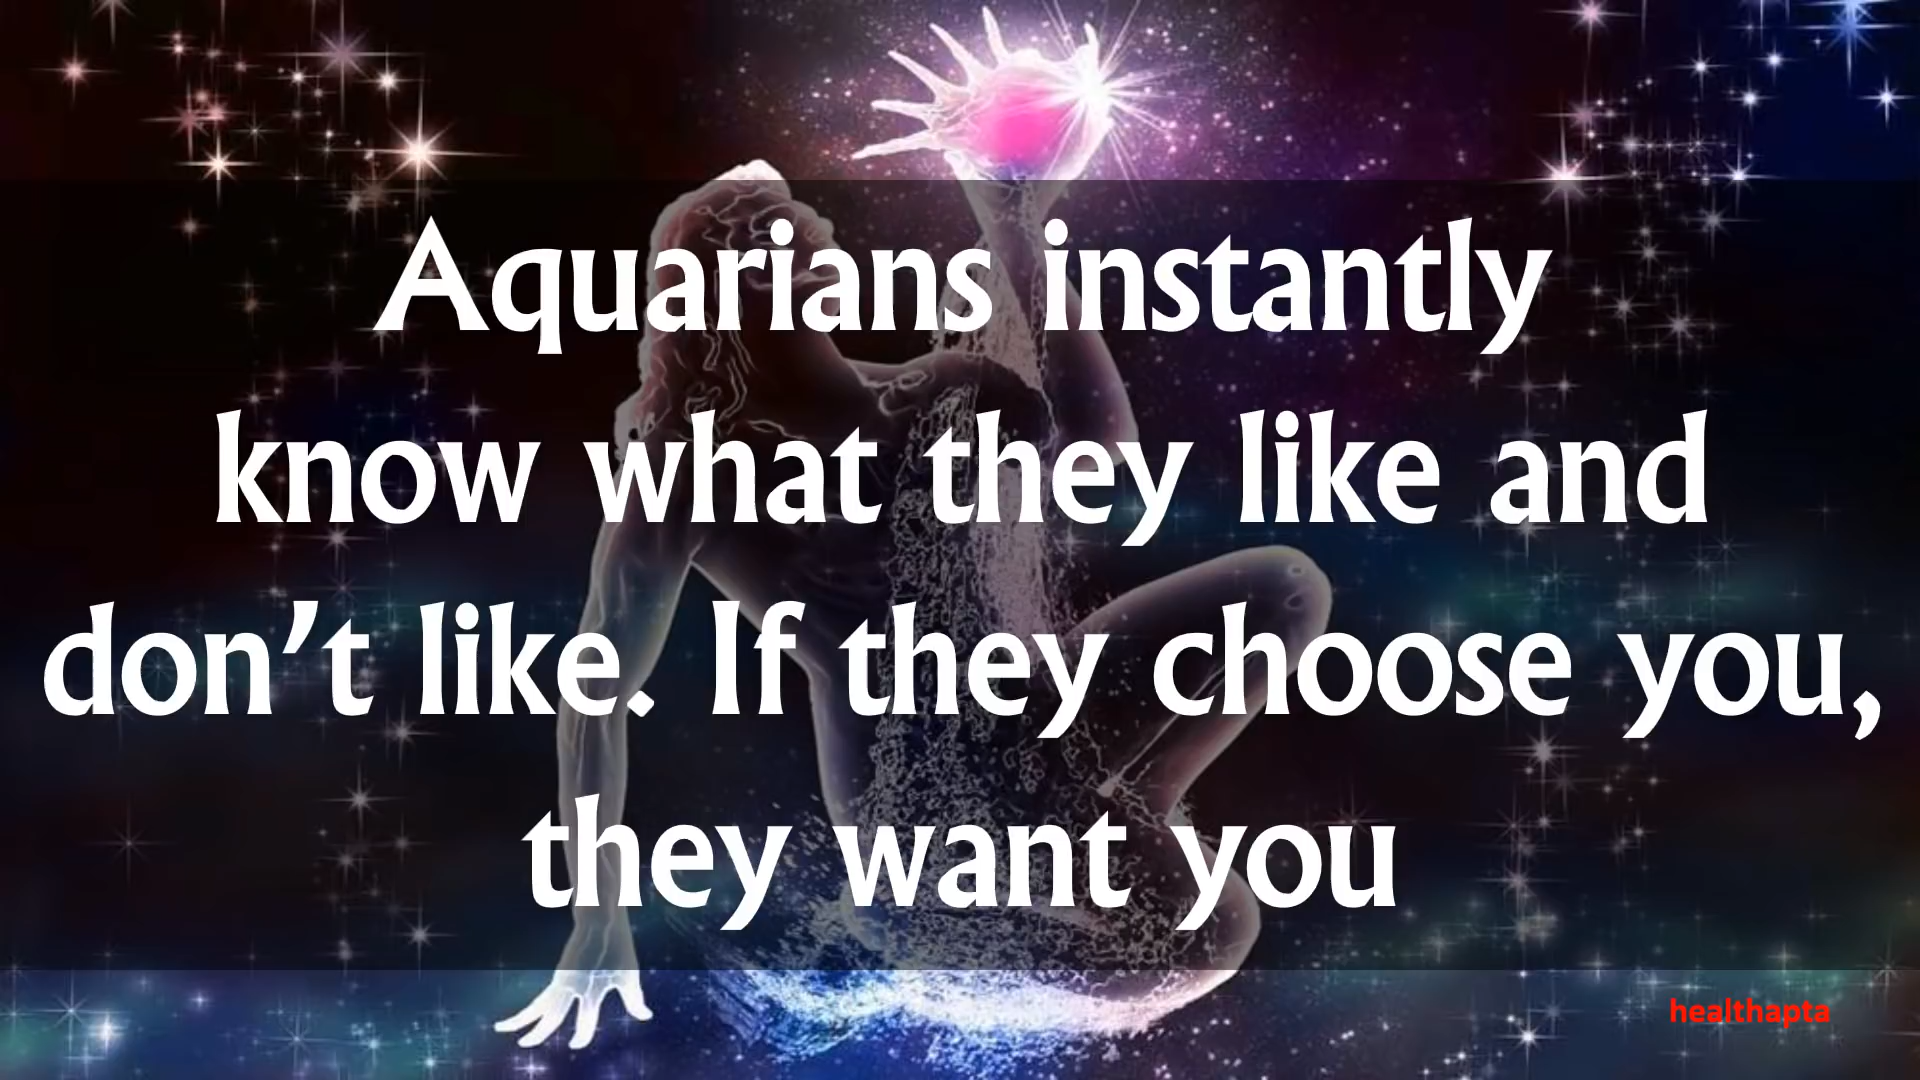 Aquarians instantly
know what they like and
don’t like. If they choose you,
they want you
healthapta